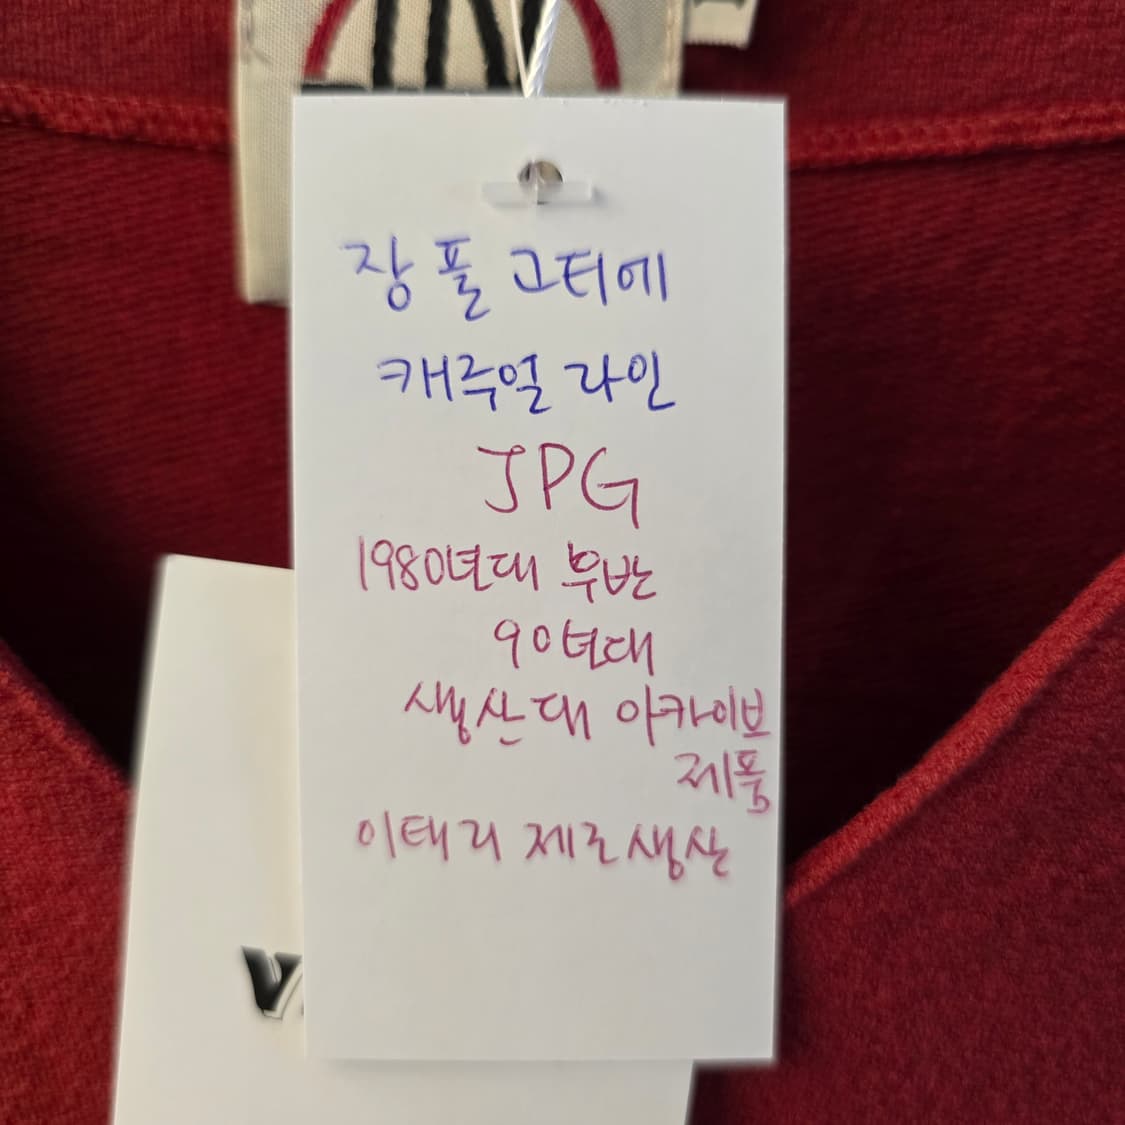 장 폴 고티에
캐주얼 라인
JPG
1980년대 후반
90년대
생산대 아카이브
제품
이태리 제조생산